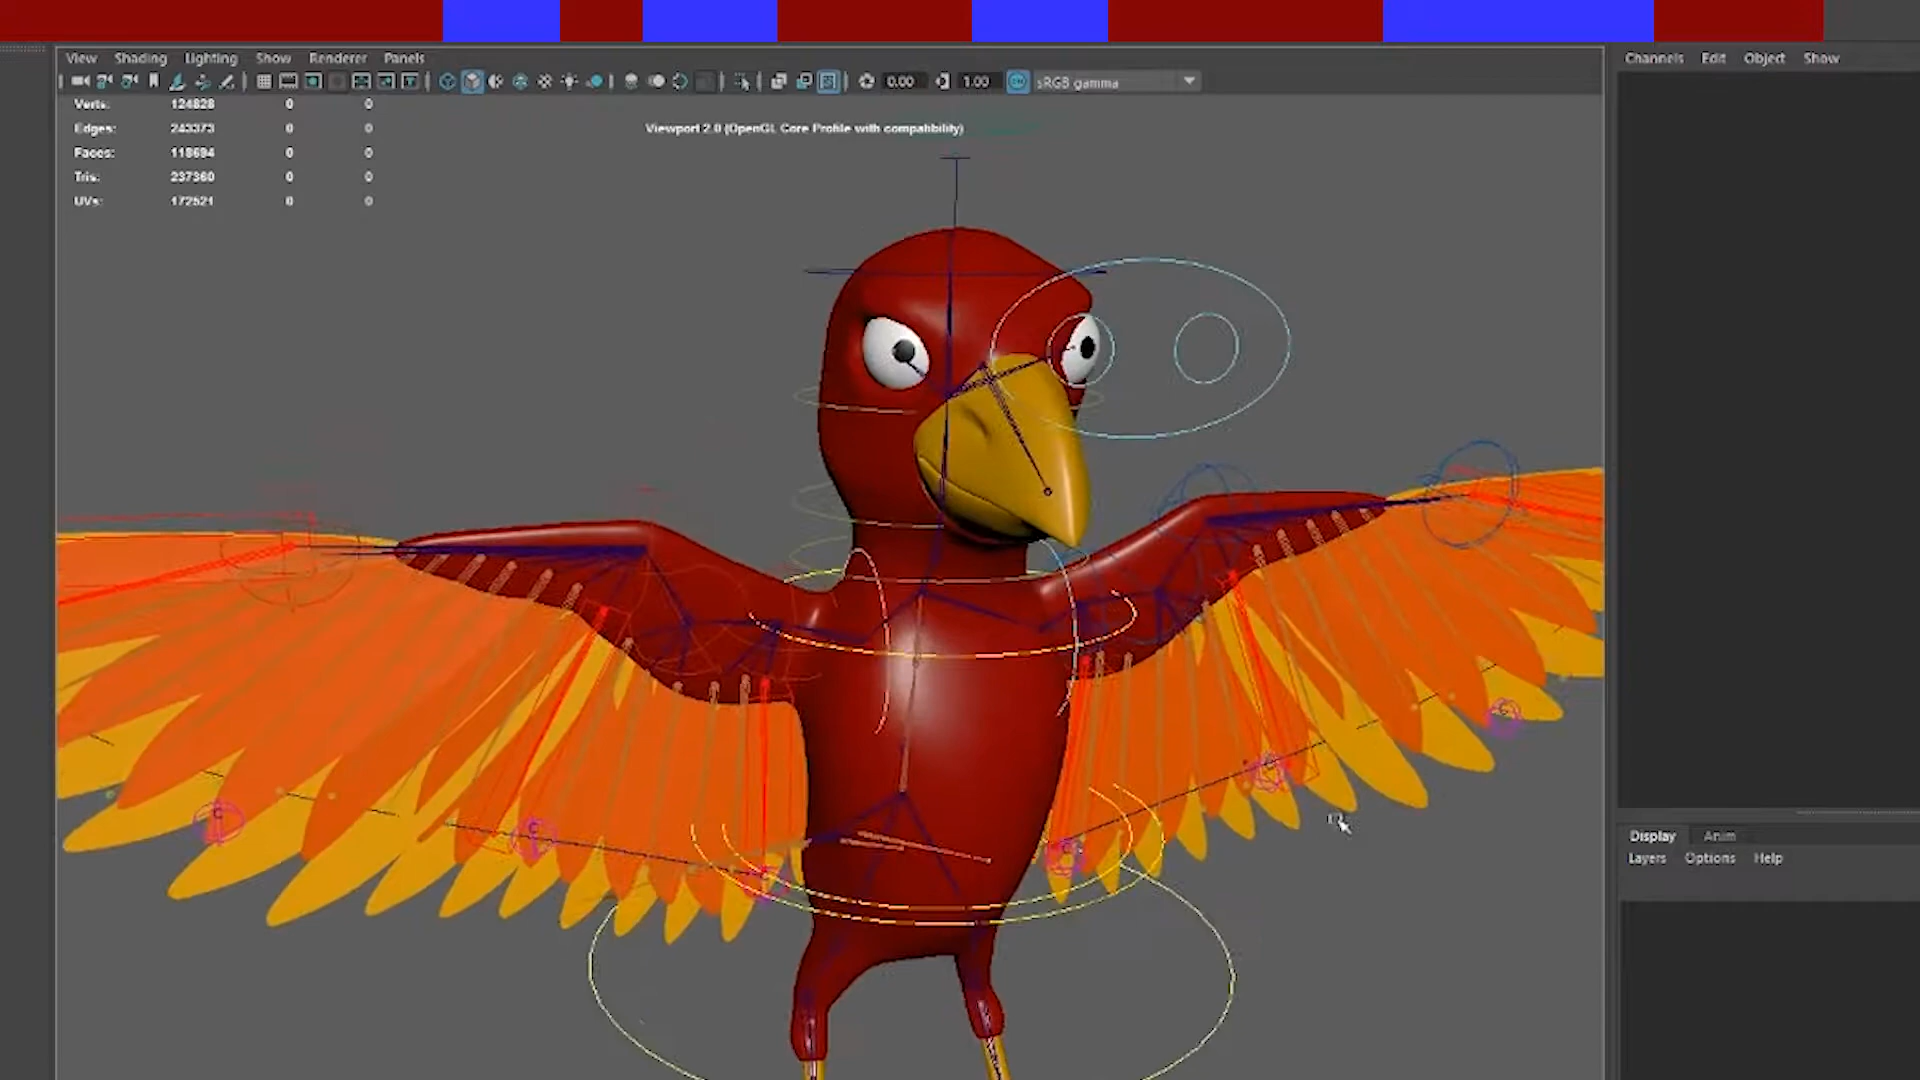 View Shading Lighting Show Renderer Panels
Channels Edit Object Show
0.00 1.00 sRGB gamma
Verts: 124828 0 0
Edges: 243373 0 0
Faces: 118694 0 0
Tris: 237360 0 0
UVs: 172521 0 0
Viewport 2.0 (OpenGL Core Profile with compatibility)
Display Anim
Layers Options Help